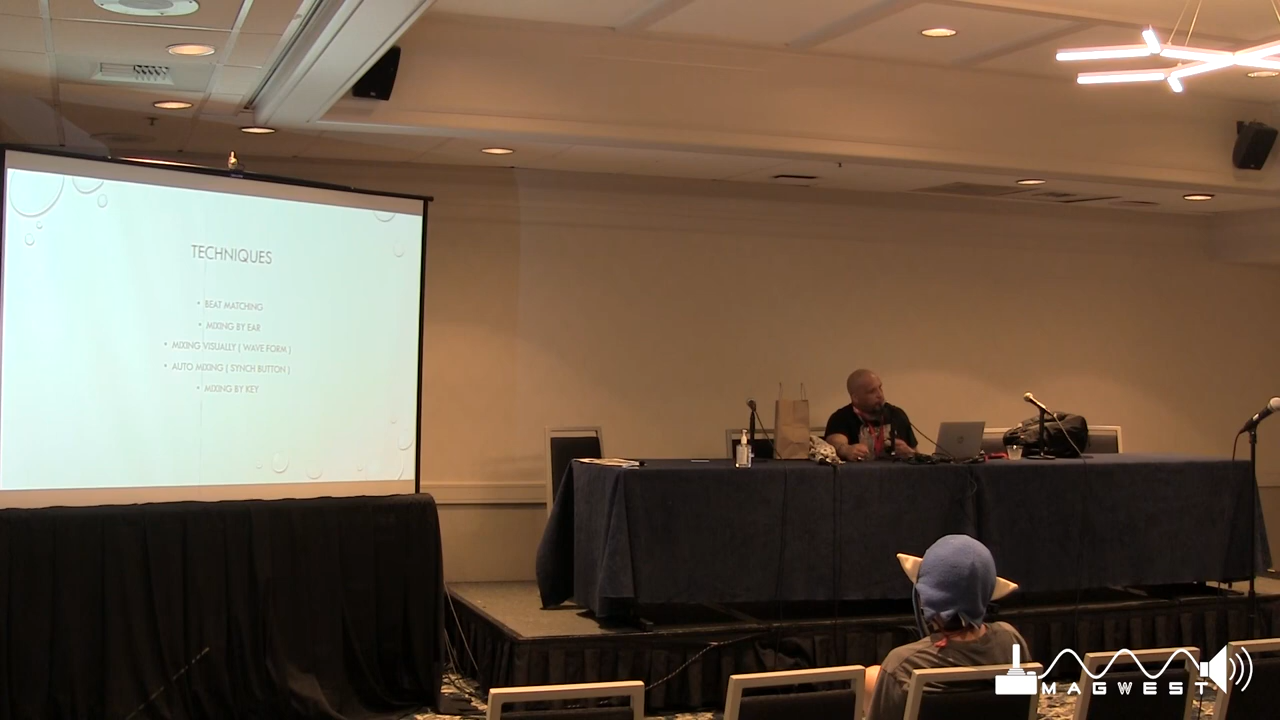 TECHNIQUES
• BEAT MATCHING
• MIXING BY EAR
• MIXING VISUALLY ( WAVE FORM )
• AUTO MIXING ( SYNCH BUTTON )
• MIXING BY KEY
MAGWEST